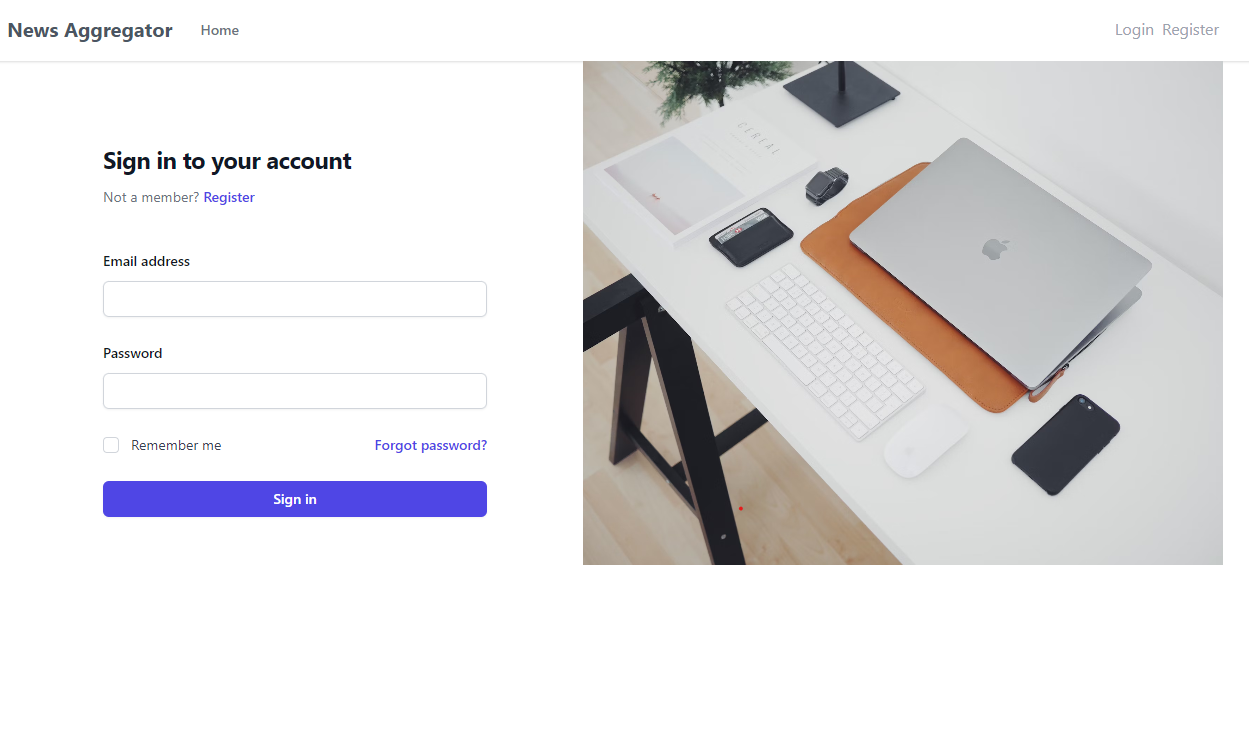 News Aggregator Home Login Register
Sign in to your account
Not a member? Register
Email address
Password
Remember me Forgot password?
Sign in
CEREAL